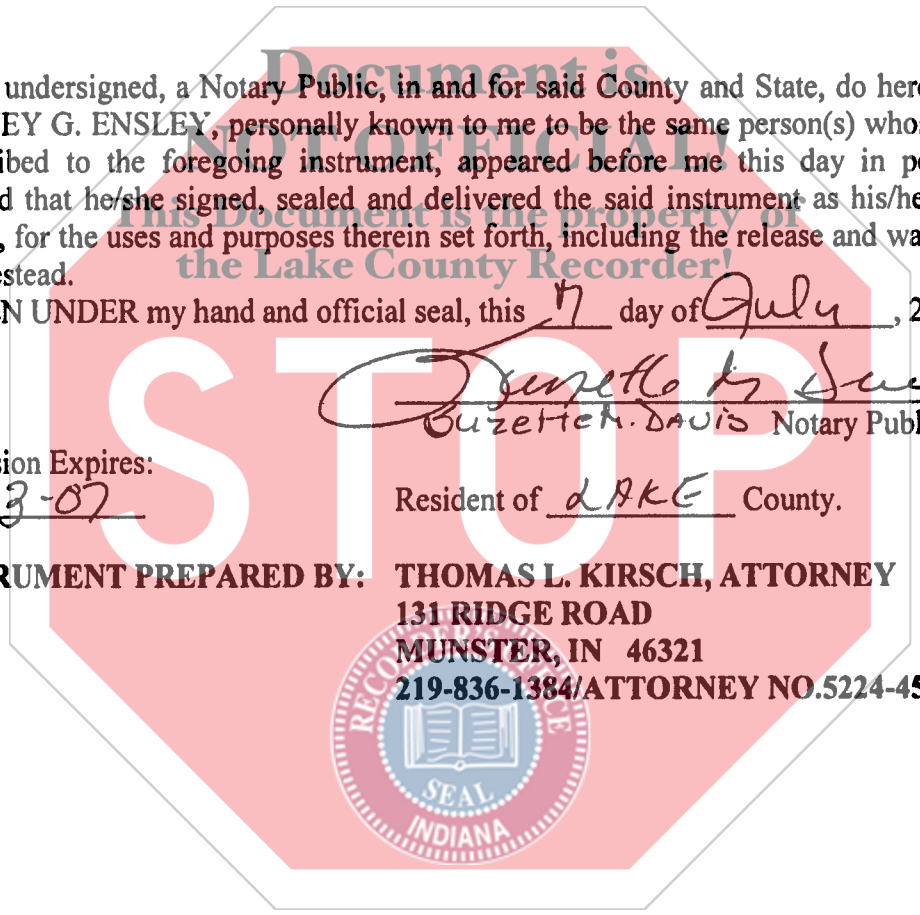 Document is
undersigned, a Notary Public, in and for said County and State, do here
EY G. ENSLEY, personally known to me to be the same person(s) who
NOT OFFICIAL!
ibed to the foregoing instrument, appeared before me this day in pe
d that he/she signed, sealed and delivered the said instrument as his/he
This Document is the property of
, for the uses and purposes therein set forth, including the release and wa
the Lake County Recorder!
estead.
N UNDER my hand and official seal, this 7 day of July, 2
STOP
SUZETTE M. DAVIS Notary Publ
sion Expires:
3-07
Resident of LAKE County.
RUMENT PREPARED BY: THOMAS L. KIRSCH, ATTORNEY
131 RIDGE ROAD
MUNSTER, IN 46321
219-836-1384/ATTORNEY NO.5224-45
RECORDER'S OFFICE
SEAL
INDIANA